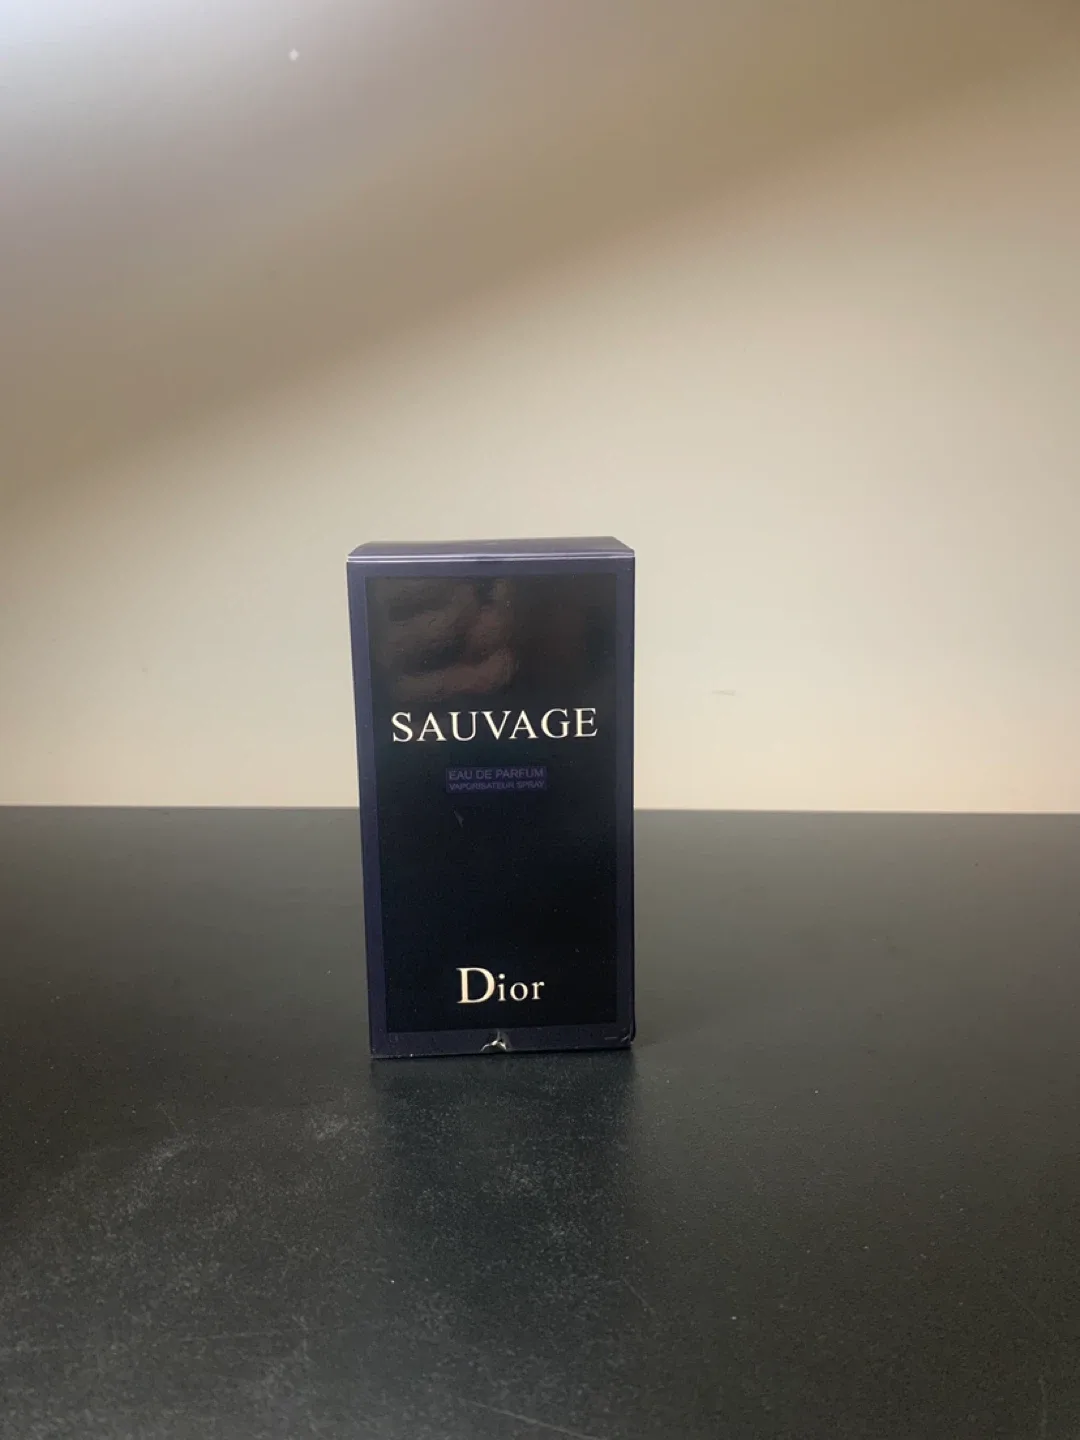 SAUVAGE
EAU DE PARFUM
VAPORISATEUR SPRAY
Dior